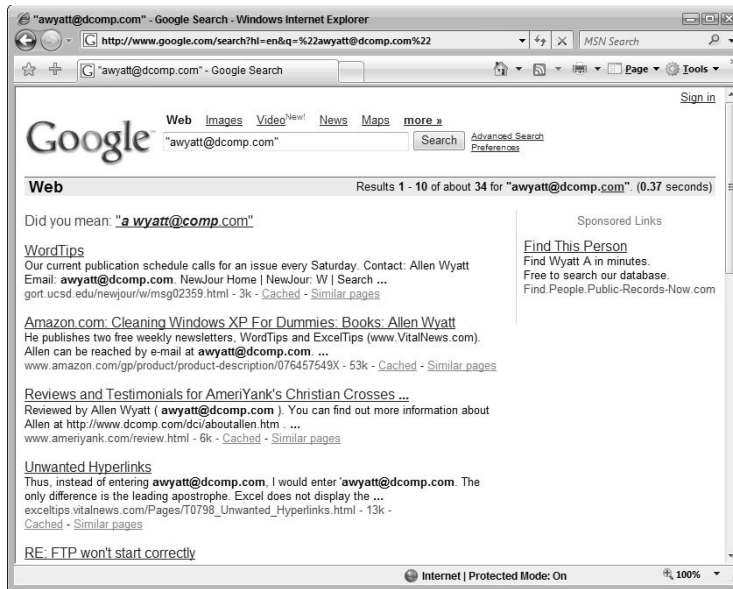 "awyatt@dcomp.com" - Google Search - Windows Internet Explorer
http://www.google.com/search?hl=en&q=%22awyatt@dcomp.com%22
MSN Search
"awyatt@dcomp.com" - Google Search
Page
Tools
Sign in
Google
Web Images Video New! News Maps more »
"awyatt@dcomp.com"
Search
Advanced Search
Preferences
Web
Results 1 - 10 of about 34 for "awyatt@dcomp.com". (0.37 seconds)
Did you mean: "a wyatt@comp.com"
WordTips
Our current publication schedule calls for an issue every Saturday. Contact: Allen Wyatt
Email: awyatt@dcomp.com. NewJour Home | NewJour: W | Search ...
gort.ucsd.edu/newjour/w/msg02359.html - 3k - Cached - Similar pages
Amazon.com: Cleaning Windows XP For Dummies: Books: Allen Wyatt
He publishes two free weekly newsletters, WordTips and ExcelTips (www.VitalNews.com).
Allen can be reached by e-mail at awyatt@dcomp.com. ...
www.amazon.com/gp/product/product-description/076457549X - 53k - Cached - Similar pages
Reviews and Testimonials for AmeriYank's Christian Crosses ...
Reviewed by Allen Wyatt ( awyatt@dcomp.com ). You can find out more information about
Allen at http://www.dcomp.com/dci/aboutallen.htm . ...
www.ameriyank.com/review.html - 6k - Cached - Similar pages
Unwanted Hyperlinks
Thus, instead of entering awyatt@dcomp.com, I would enter 'awyatt@dcomp.com. The
only difference is the leading apostrophe. Excel does not display the ...
exceltips.vitalnews.com/Pages/T0798_Unwanted_Hyperlinks.html - 13k -
Cached - Similar pages
RE: FTP won't start correctly
Sponsored Links
Find This Person
Find Wyatt A in minutes.
Free to search our database.
Find.People.Public-Records-Now.com
Internet | Protected Mode: On
100%